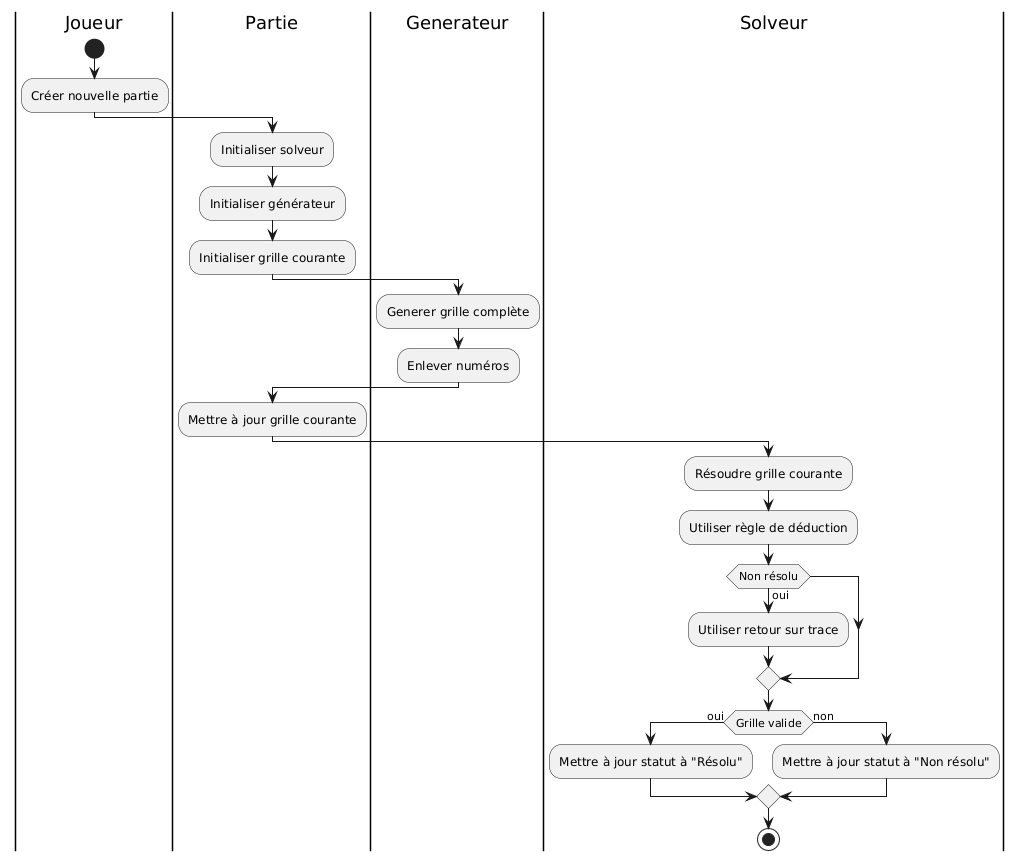 Joueur
Partie
Generateur
Solveur
Créer nouvelle partie
Initialiser solveur
Initialiser générateur
Initialiser grille courante
Generer grille complète
Enlever numéros
Mettre à jour grille courante
Résoudre grille courante
Utiliser règle de déduction
Non résolu
oui
Utiliser retour sur trace
oui
Grille valide
non
Mettre à jour statut à "Résolu"
Mettre à jour statut à "Non résolu"